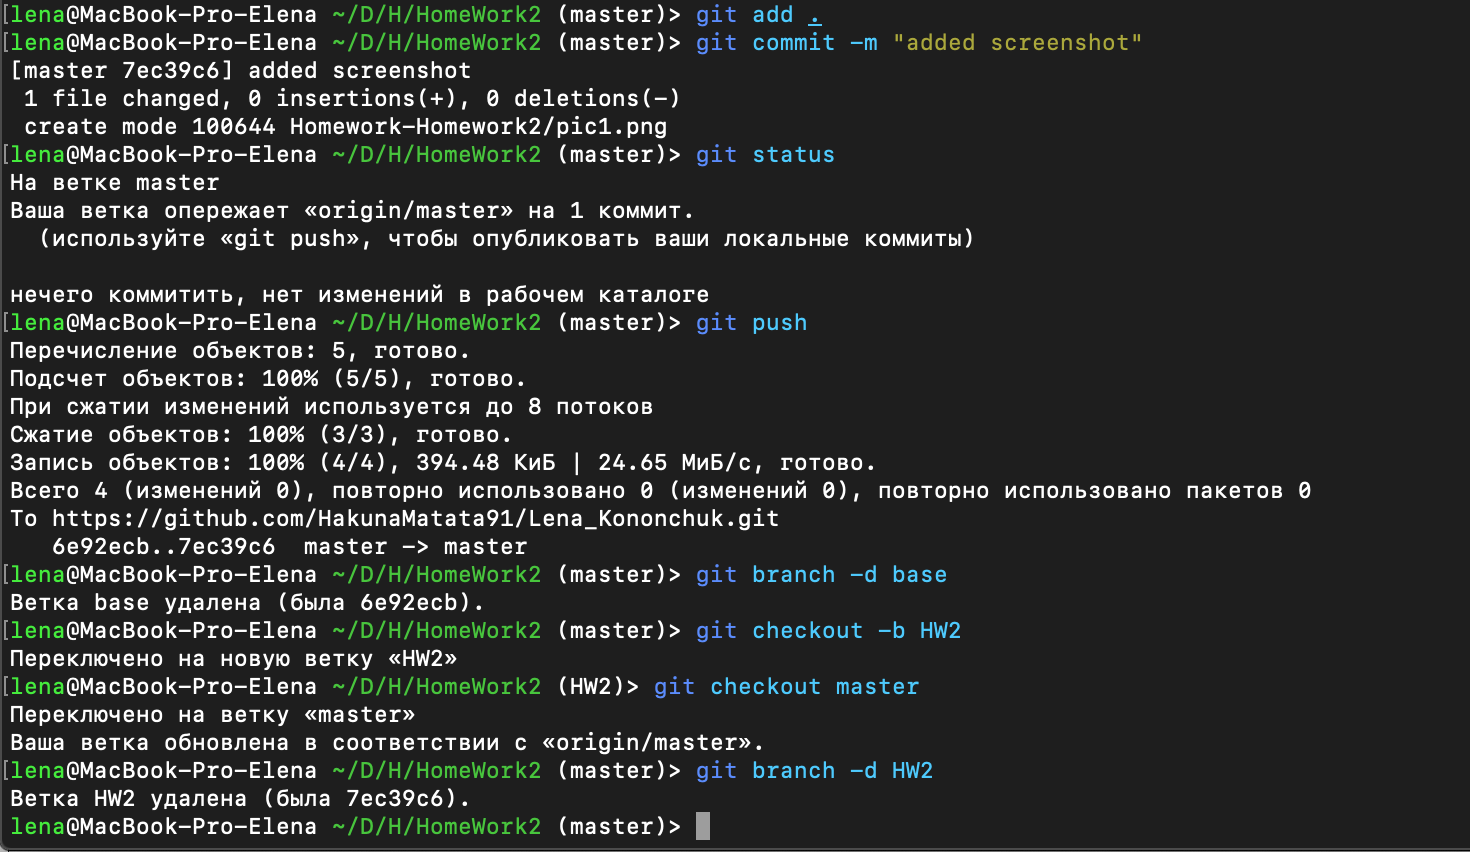 [lena@MacBook-Pro-Elena ~/D/H/HomeWork2 (master)> git add .
[lena@MacBook-Pro-Elena ~/D/H/HomeWork2 (master)> git commit -m "added screenshot"
[master 7ec39c6] added screenshot
 1 file changed, 0 insertions(+), 0 deletions(-)
 create mode 100644 Homework-Homework2/pic1.png
[lena@MacBook-Pro-Elena ~/D/H/HomeWork2 (master)> git status
На ветке master
Ваша ветка опережает «origin/master» на 1 коммит.
  (используйте «git push», чтобы опубликовать ваши локальные коммиты)

нечего коммитить, нет изменений в рабочем каталоге
[lena@MacBook-Pro-Elena ~/D/H/HomeWork2 (master)> git push
Перечисление объектов: 5, готово.
Подсчет объектов: 100% (5/5), готово.
При сжатии изменений используется до 8 потоков
Сжатие объектов: 100% (3/3), готово.
Запись объектов: 100% (4/4), 394.48 КиБ | 24.65 МиБ/с, готово.
Всего 4 (изменений 0), повторно использовано 0 (изменений 0), повторно использовано пакетов 0
To https://github.com/HakunaMatata91/Lena_Kononchuk.git
   6e92ecb..7ec39c6  master -> master
[lena@MacBook-Pro-Elena ~/D/H/HomeWork2 (master)> git branch -d base
Ветка base удалена (была 6e92ecb).
[lena@MacBook-Pro-Elena ~/D/H/HomeWork2 (master)> git checkout -b HW2
Переключено на новую ветку «HW2»
[lena@MacBook-Pro-Elena ~/D/H/HomeWork2 (HW2)> git checkout master
Переключено на ветку «master»
Ваша ветка обновлена в соответствии с «origin/master».
[lena@MacBook-Pro-Elena ~/D/H/HomeWork2 (master)> git branch -d HW2
Ветка HW2 удалена (была 7ec39c6).
lena@MacBook-Pro-Elena ~/D/H/HomeWork2 (master)>